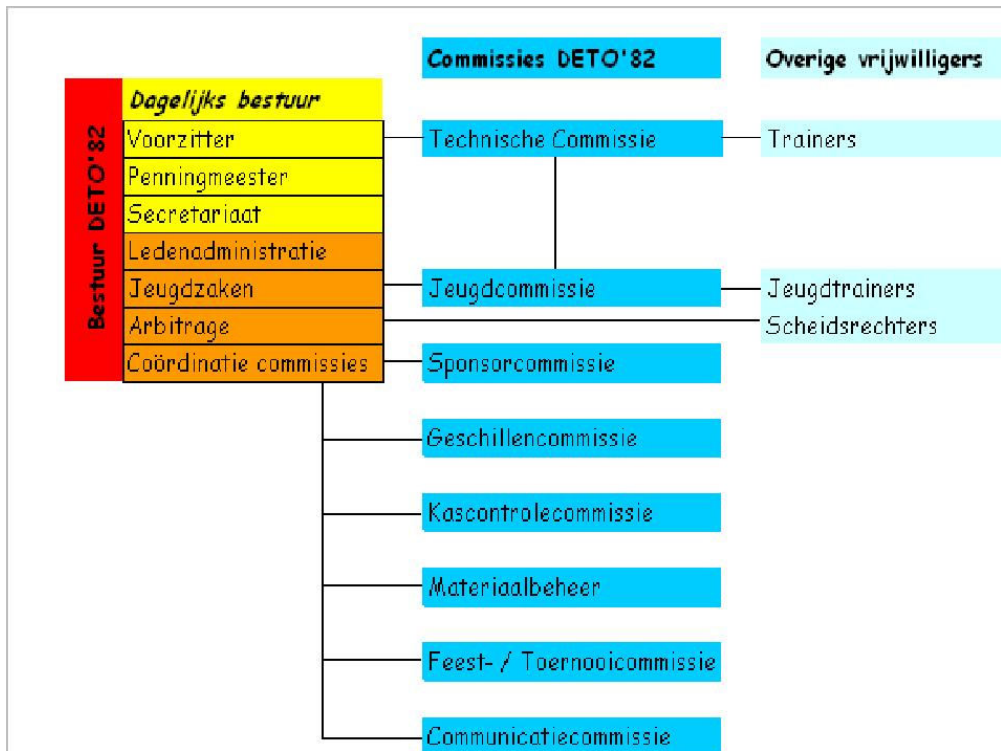 Commissies DETO'82
Overige vrijwilligers
Bestuur DETO'82
Dagelijks bestuur
Voorzitter
Technische Commissie
Trainers
Penningmeester
Secretariaat
Ledenadministratie
Jeugdzaken
Jeugdcommissie
Jeugdtrainers
Arbitrage
Scheidsrechters
Coördinatie commissies
Sponsorcommissie
Geschillencommissie
Kascontrolecommissie
Materiaalbeheer
Feest- / Toernooicommissie
Communicatiecommissie